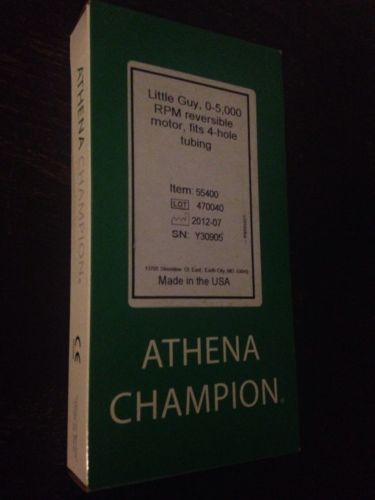 Little Guy, 0-5,000
RPM reversible
motor, fits 4-hole
tubing
Item: 55400
LOT 470040
2012-07
SN: Y30905
Made in the USA
ATHENA
CHAMPION
ATHENA CHAMPION
CE